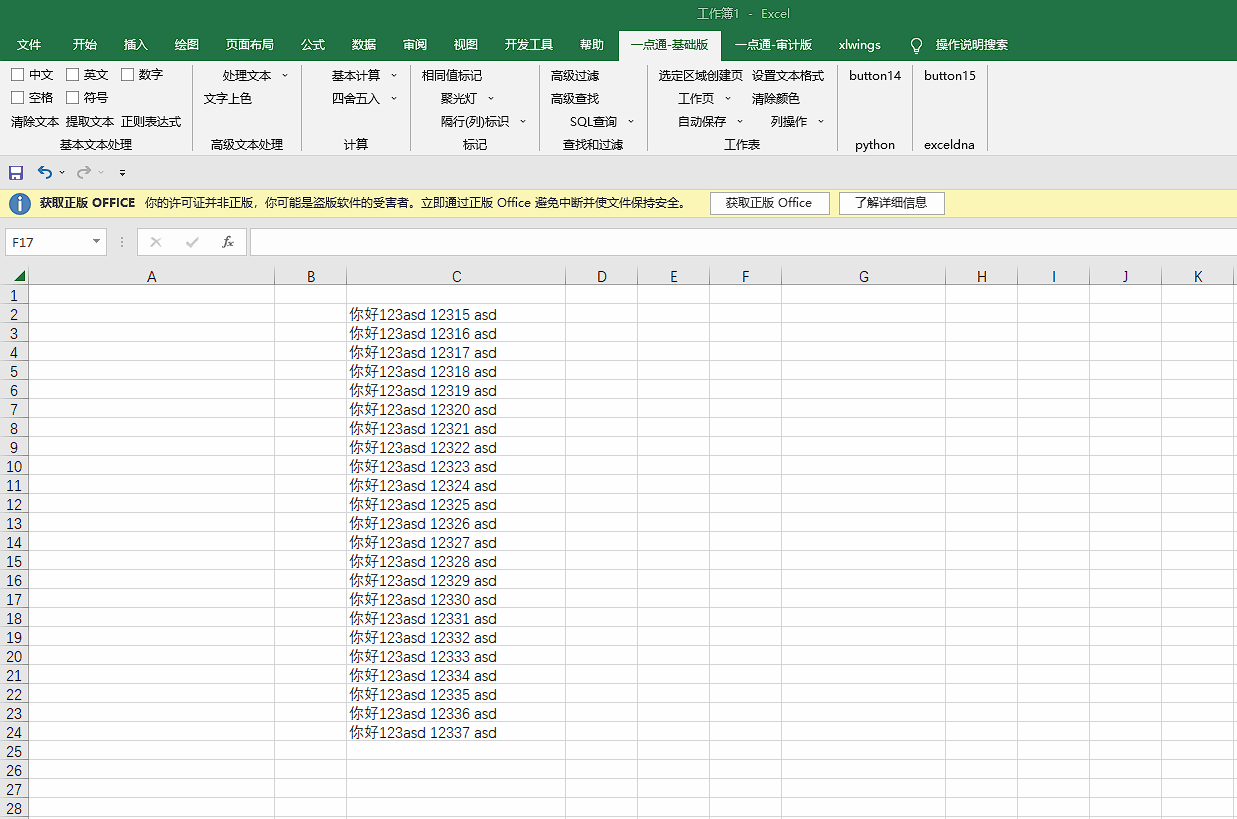 工作簿1 - Excel
文件 开始 插入 绘图 页面布局 公式 数据 审阅 视图 开发工具 帮助 一点通-基础版 一点通-审计版 xlwings 操作说明搜索
中文 英文 数字 处理文本 基本计算 相同值标记 高级过滤 选定区域创建页 设置文本格式 button14 button15
空格 符号 文字上色 四舍五入 聚光灯 高级查找 工作页 清除颜色
清除文本 提取文本 正则表达式 隔行(列)标识 SQL查询 自动保存 列操作
基本文本处理 高级文本处理 计算 标记 查找和过滤 工作表 python exceldna
获取正版 OFFICE 你的许可证并非正版，你可能是盗版软件的受害者。立即通过正版 Office 避免中断并使文件保持安全。 获取正版 Office 了解详细信息
F17 fx
A B C D E F G H I J K
1
2 你好123asd 12315 asd
3 你好123asd 12316 asd
4 你好123asd 12317 asd
5 你好123asd 12318 asd
6 你好123asd 12319 asd
7 你好123asd 12320 asd
8 你好123asd 12321 asd
9 你好123asd 12322 asd
10 你好123asd 12323 asd
11 你好123asd 12324 asd
12 你好123asd 12325 asd
13 你好123asd 12326 asd
14 你好123asd 12327 asd
15 你好123asd 12328 asd
16 你好123asd 12329 asd
17 你好123asd 12330 asd
18 你好123asd 12331 asd
19 你好123asd 12332 asd
20 你好123asd 12333 asd
21 你好123asd 12334 asd
22 你好123asd 12335 asd
23 你好123asd 12336 asd
24 你好123asd 12337 asd
25
26
27
28